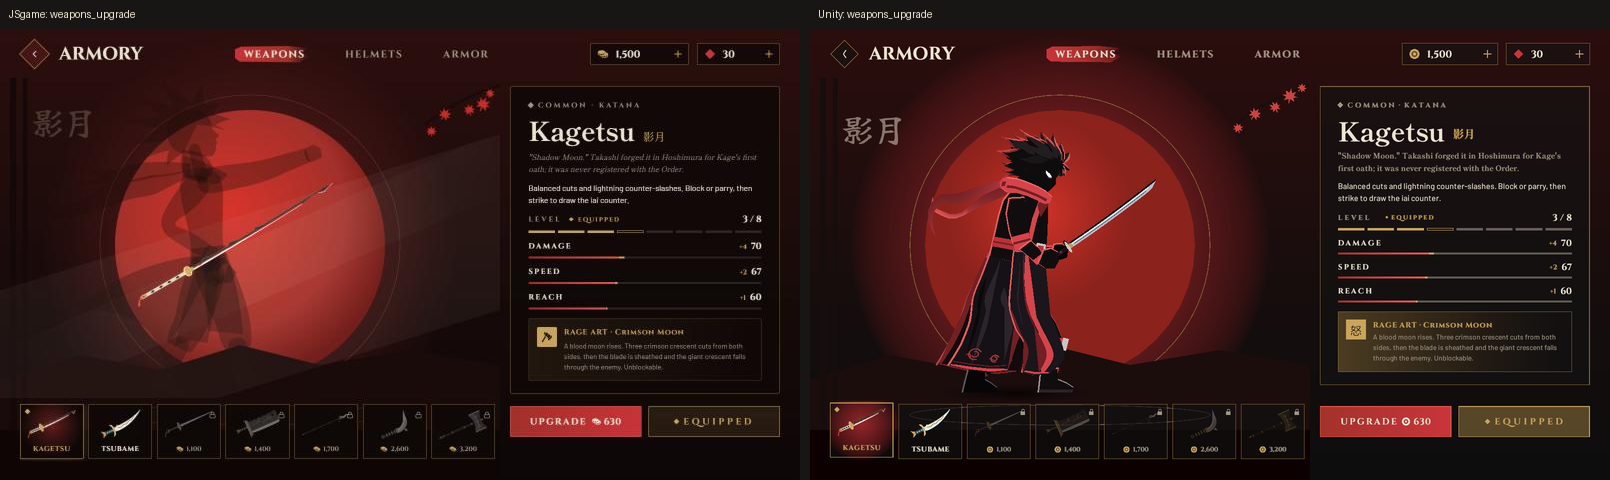 JSgame: weapons_upgrade
ARMORY
WEAPONS
HELMETS
ARMOR
1,500 +
30 +
影月
COMMON · KATANA
Kagetsu 影月
"Shadow Moon." Takashi forged it in Hoshimura for Kage's first
oath; it was never registered with the Order.
Balanced cuts and lightning counter-slashes. Block or parry, then
strike to draw the iai counter.
LEVEL EQUIPPED 3 / 8
DAMAGE +4 70
SPEED +2 67
REACH +1 60
RAGE ART · Crimson Moon
A blood moon rises. Three crimson crescent cuts from both
sides, then the blade is sheathed and the giant crescent falls
through the enemy. Unblockable.
KAGETSU
TSUBAME
1,100
1,400
1,700
2,600
3,200
UPGRADE 630
EQUIPPED
Unity: weapons_upgrade
ARMORY
WEAPONS
HELMETS
ARMOR
1,500 +
30 +
影月
COMMON · KATANA
Kagetsu 影月
"Shadow Moon." Takashi forged it in Hoshimura for Kage's
first oath; it was never registered with the Order.
Balanced cuts and lightning counter-slashes. Block or parry, then
strike to draw the iai counter.
LEVEL EQUIPPED 3 / 8
DAMAGE +4 70
SPEED +2 67
REACH +1 60
RAGE ART · Crimson Moon
A blood moon rises. Three crimson crescent cuts from both
sides, then the blade is sheathed and the giant crescent falls
through the enemy. Unblockable.
KAGETSU
TSUBAME
1,100
1,400
1,700
2,600
3,200
UPGRADE 630
EQUIPPED